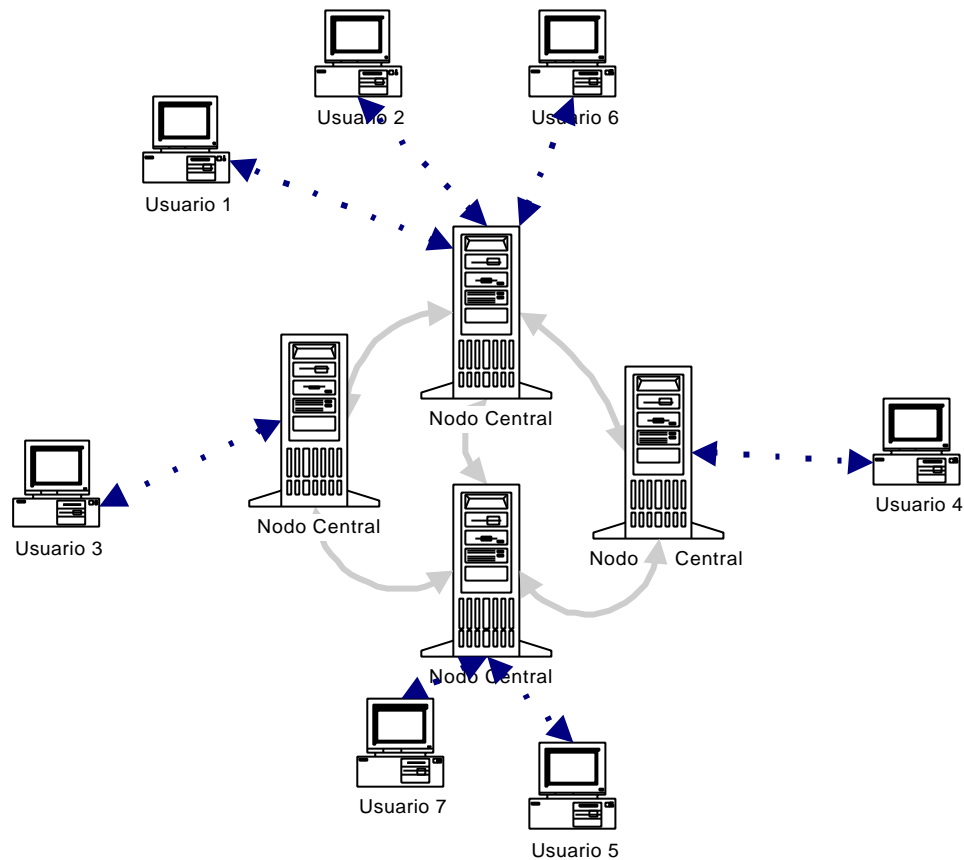 Usuario 2
Usuario 6
Usuario 1
Nodo Central
Usuario 4
Nodo Central
Usuario 3
Nodo Central
Nodo Central
Usuario 7
Usuario 5